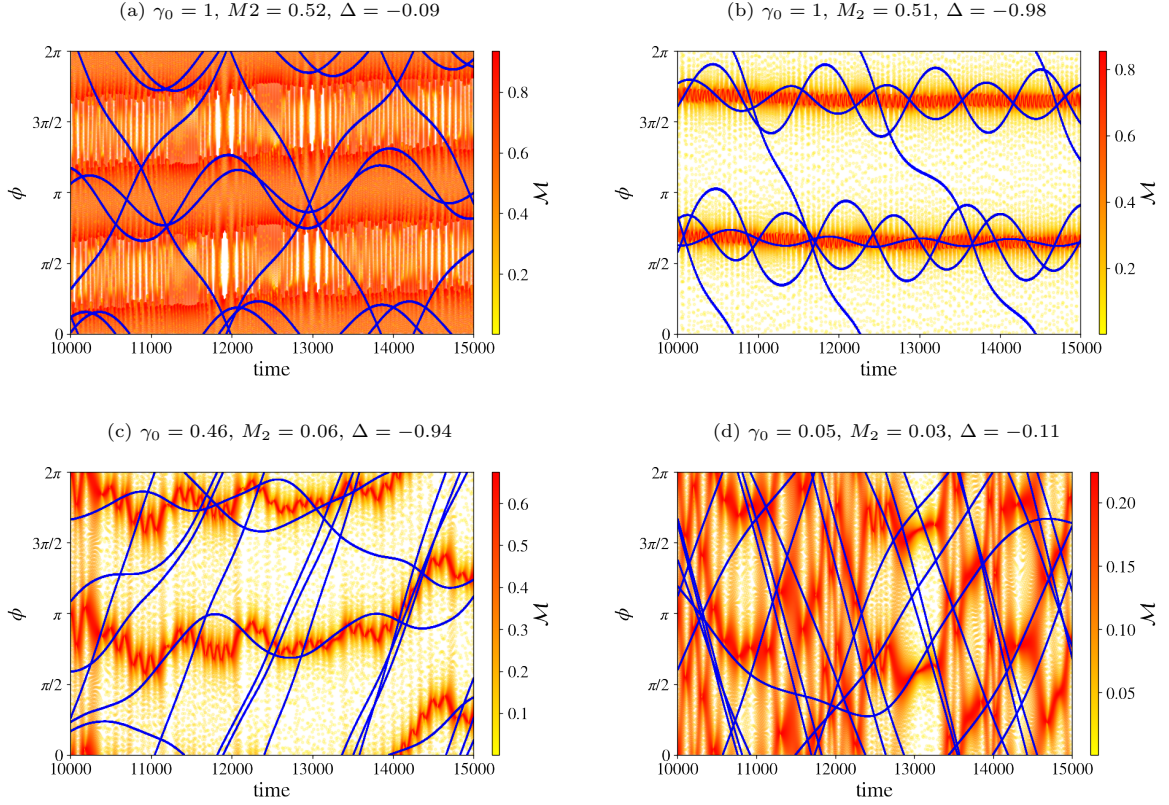 (a) γ₀ = 1, M2 = 0.52, Δ = −0.09
2π
3π/2
π
π/2
0
ϕ
10000 11000 12000 13000 14000 15000
time
0.8
0.6
0.4
0.2
ℳ
(b) γ₀ = 1, M₂ = 0.51, Δ = −0.98
2π
3π/2
π
π/2
0
ϕ
10000 11000 12000 13000 14000 15000
time
0.8
0.6
0.4
0.2
ℳ
(c) γ₀ = 0.46, M₂ = 0.06, Δ = −0.94
2π
3π/2
π
π/2
0
ϕ
10000 11000 12000 13000 14000 15000
time
0.6
0.5
0.4
0.3
0.2
0.1
ℳ
(d) γ₀ = 0.05, M₂ = 0.03, Δ = −0.11
2π
3π/2
π
π/2
0
ϕ
10000 11000 12000 13000 14000 15000
time
0.20
0.15
0.10
0.05
ℳ